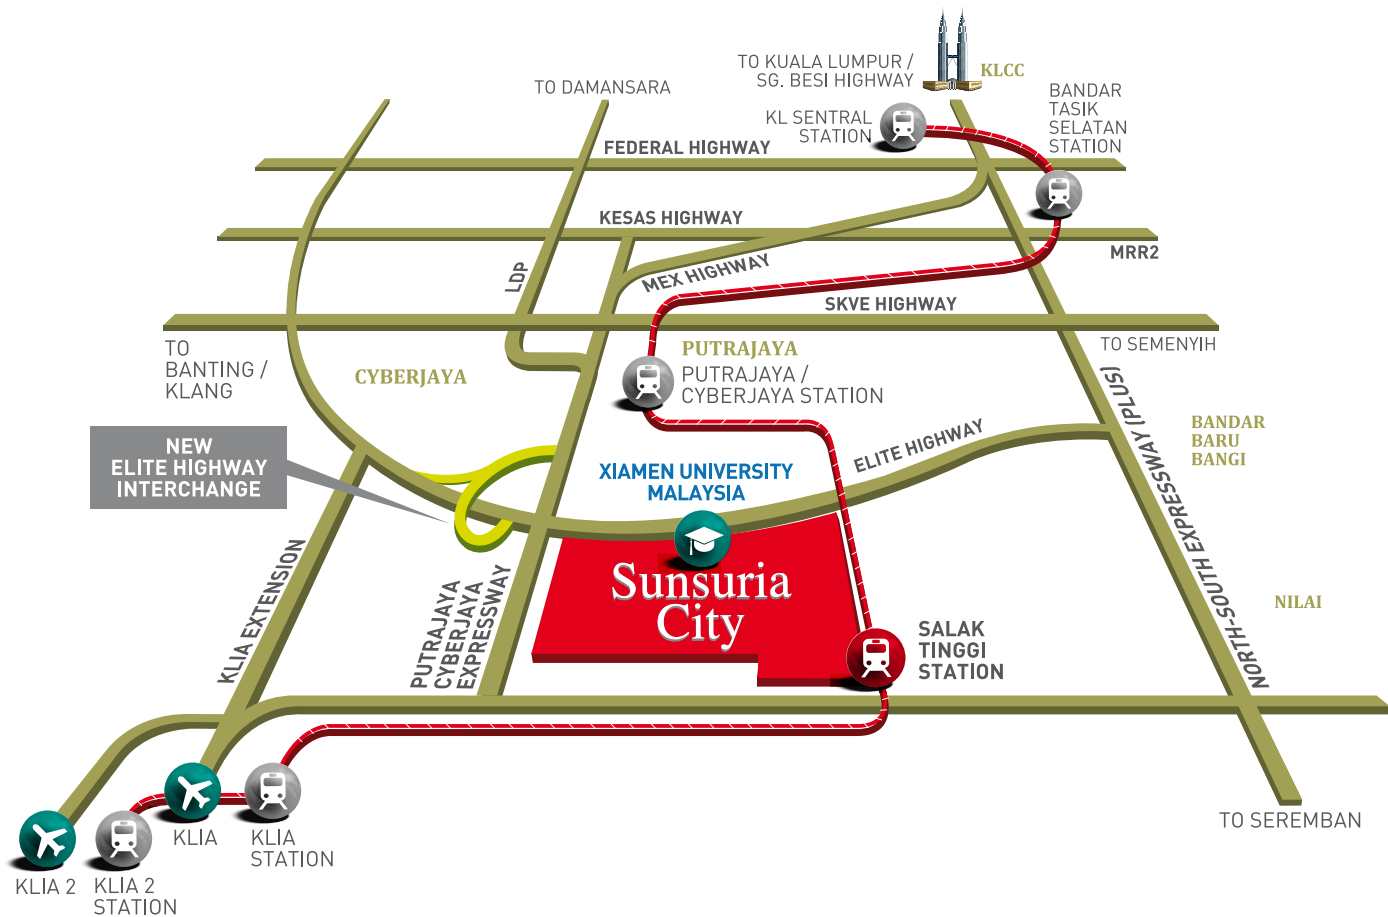 TO KUALA LUMPUR /
SG. BESI HIGHWAY
KLCC
TO DAMANSARA
BANDAR
TASIK
SELATAN
STATION
KL SENTRAL
STATION
FEDERAL HIGHWAY
KESAS HIGHWAY
MRR2
LDP
MEX HIGHWAY
SKVE HIGHWAY
TO
BANTING /
KLANG
TO SEMENYIH
CYBERJAYA
PUTRAJAYA
PUTRAJAYA /
CYBERJAYA STATION
NORTH-SOUTH EXPRESSWAY (PLUS)
BANDAR
BARU
BANGI
ELITE HIGHWAY
NEW
ELITE HIGHWAY
INTERCHANGE
XIAMEN UNIVERSITY
MALAYSIA
Sunsuria
City
KLIA EXTENSION
PUTRAJAYA
CYBERJAYA
EXPRESSWAY
NILAI
SALAK
TINGGI
STATION
TO SEREMBAN
KLIA
KLIA
STATION
KLIA 2
KLIA 2
STATION